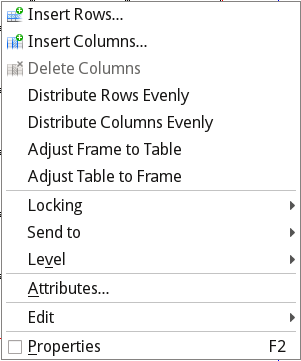 Insert Rows...
Insert Columns...
Delete Columns
Distribute Rows Evenly
Distribute Columns Evenly
Adjust Frame to Table
Adjust Table to Frame
Locking
Send to
Level
Attributes...
Edit
Properties F2